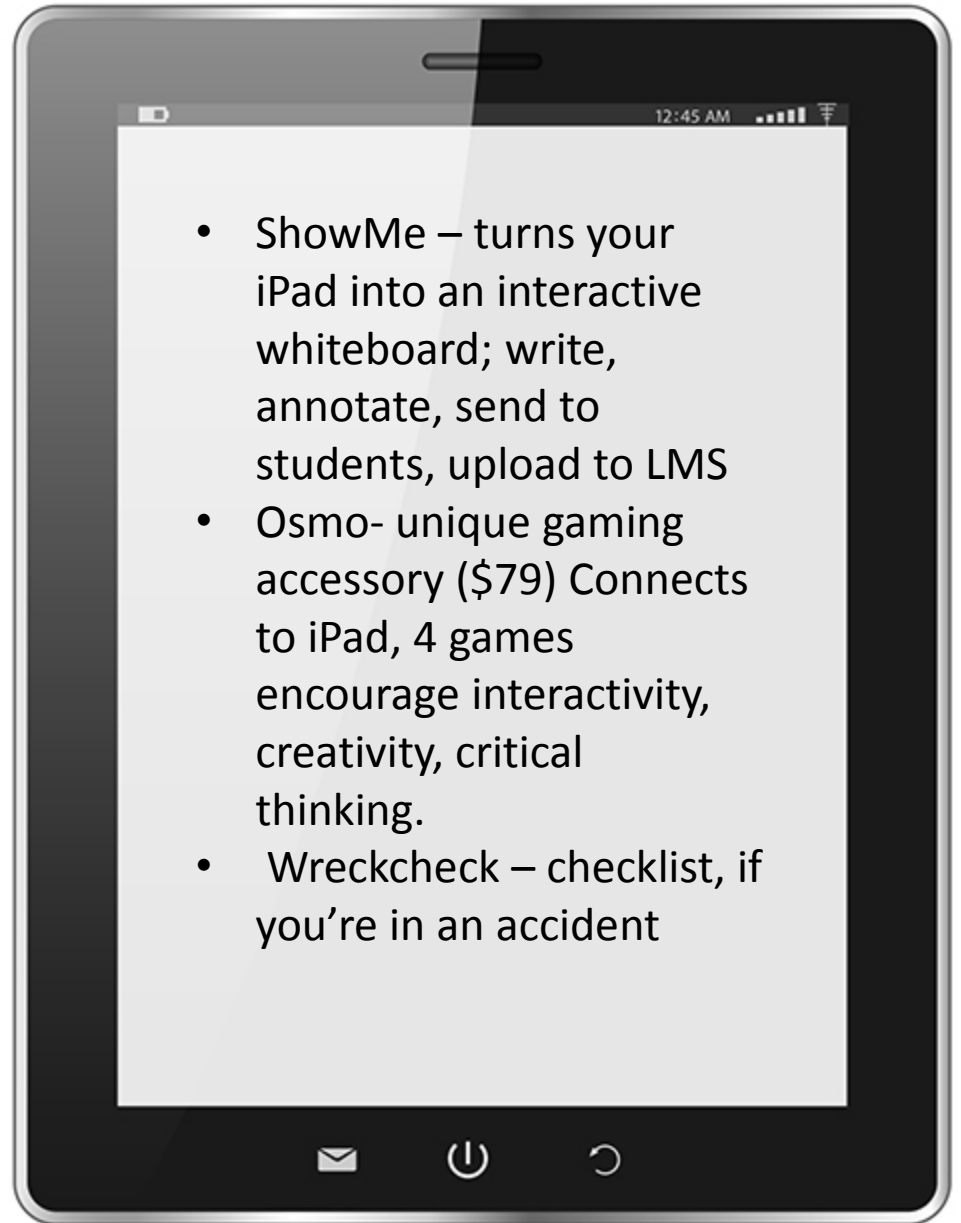 12:45 AM
• ShowMe – turns your
iPad into an interactive
whiteboard; write,
annotate, send to
students, upload to LMS
• Osmo- unique gaming
accessory ($79) Connects
to iPad, 4 games
encourage interactivity,
creativity, critical
thinking.
• Wreckcheck – checklist, if
you’re in an accident